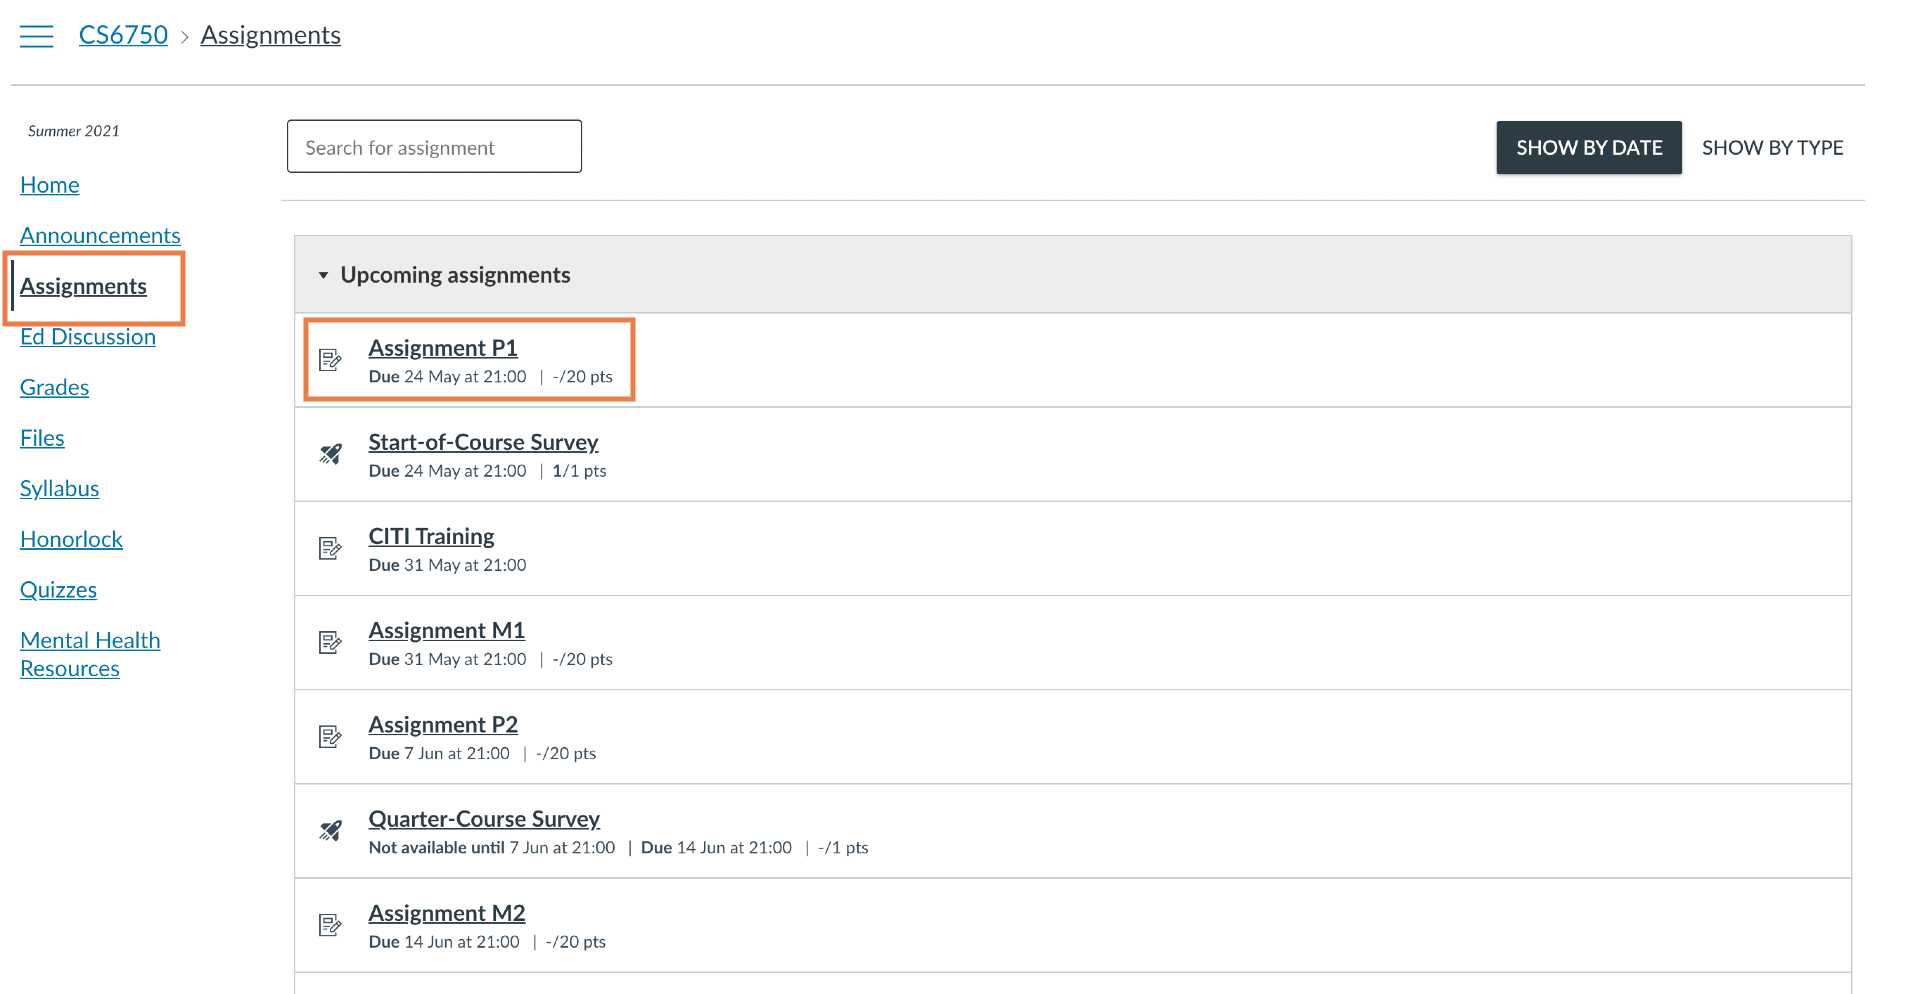 CS6750 > Assignments
Summer 2021
Home
Announcements
Assignments
Ed Discussion
Grades
Files
Syllabus
Honorlock
Quizzes
Mental Health
Resources
Search for assignment
SHOW BY DATE
SHOW BY TYPE
Upcoming assignments
Assignment P1
Due 24 May at 21:00 | -/20 pts
Start-of-Course Survey
Due 24 May at 21:00 | 1/1 pts
CITI Training
Due 31 May at 21:00
Assignment M1
Due 31 May at 21:00 | -/20 pts
Assignment P2
Due 7 Jun at 21:00 | -/20 pts
Quarter-Course Survey
Not available until 7 Jun at 21:00 | Due 14 Jun at 21:00 | -/1 pts
Assignment M2
Due 14 Jun at 21:00 | -/20 pts